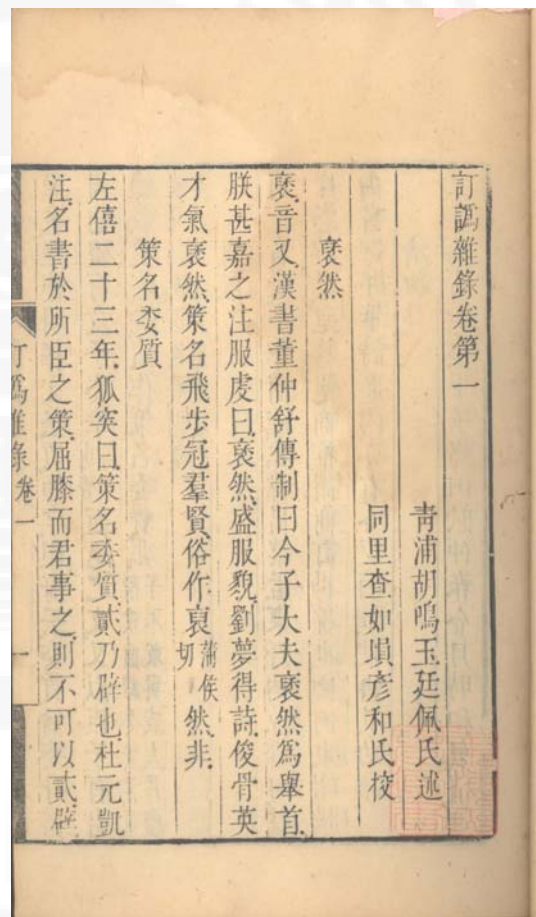 訂譌雜錄卷第一
青浦胡鳴玉廷佩氏述
同里查如塤彥和氏校
褎然
褎音又漢書董仲舒傳制曰今子大夫褎然爲舉首
朕甚嘉之注服虔曰褎然盛服貌劉夢得詩俊骨英
才氣褎然策名飛步冠羣賢俗作裒蒲侯切然非
策名委質
左僖二十三年狐突曰策名委質貳乃辟也杜元凱
注名書於所臣之策屈膝而君事之則不可以貳辟
訂譌雜錄卷一
一